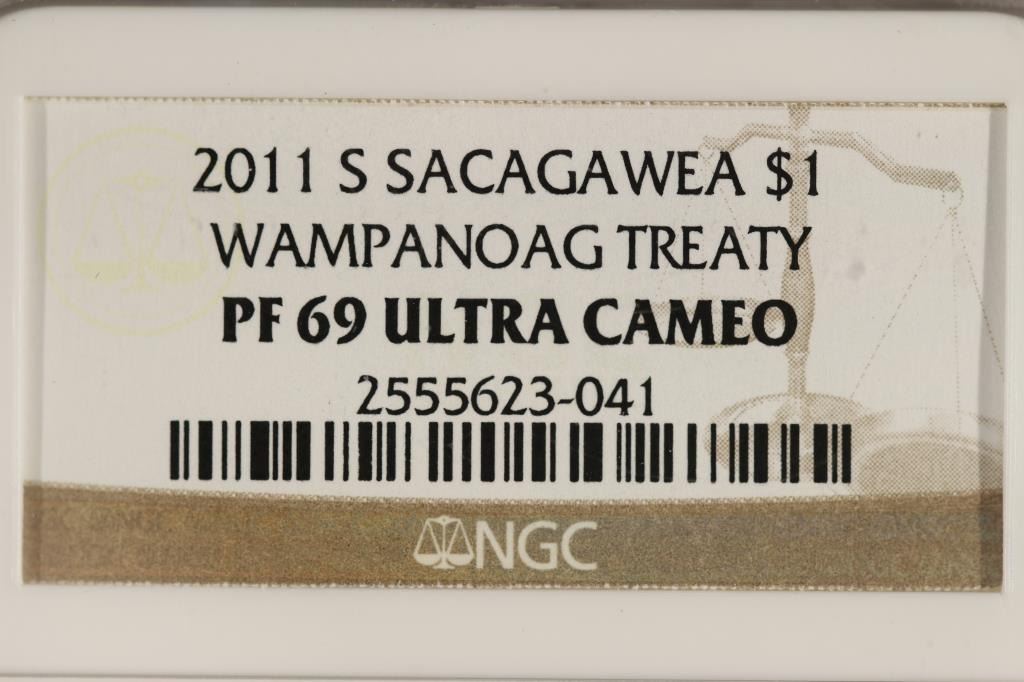 2011 S SACAGAWEA $1
WAMPANOAG TREATY
PF 69 ULTRA CAMEO
2555623-041
NGC